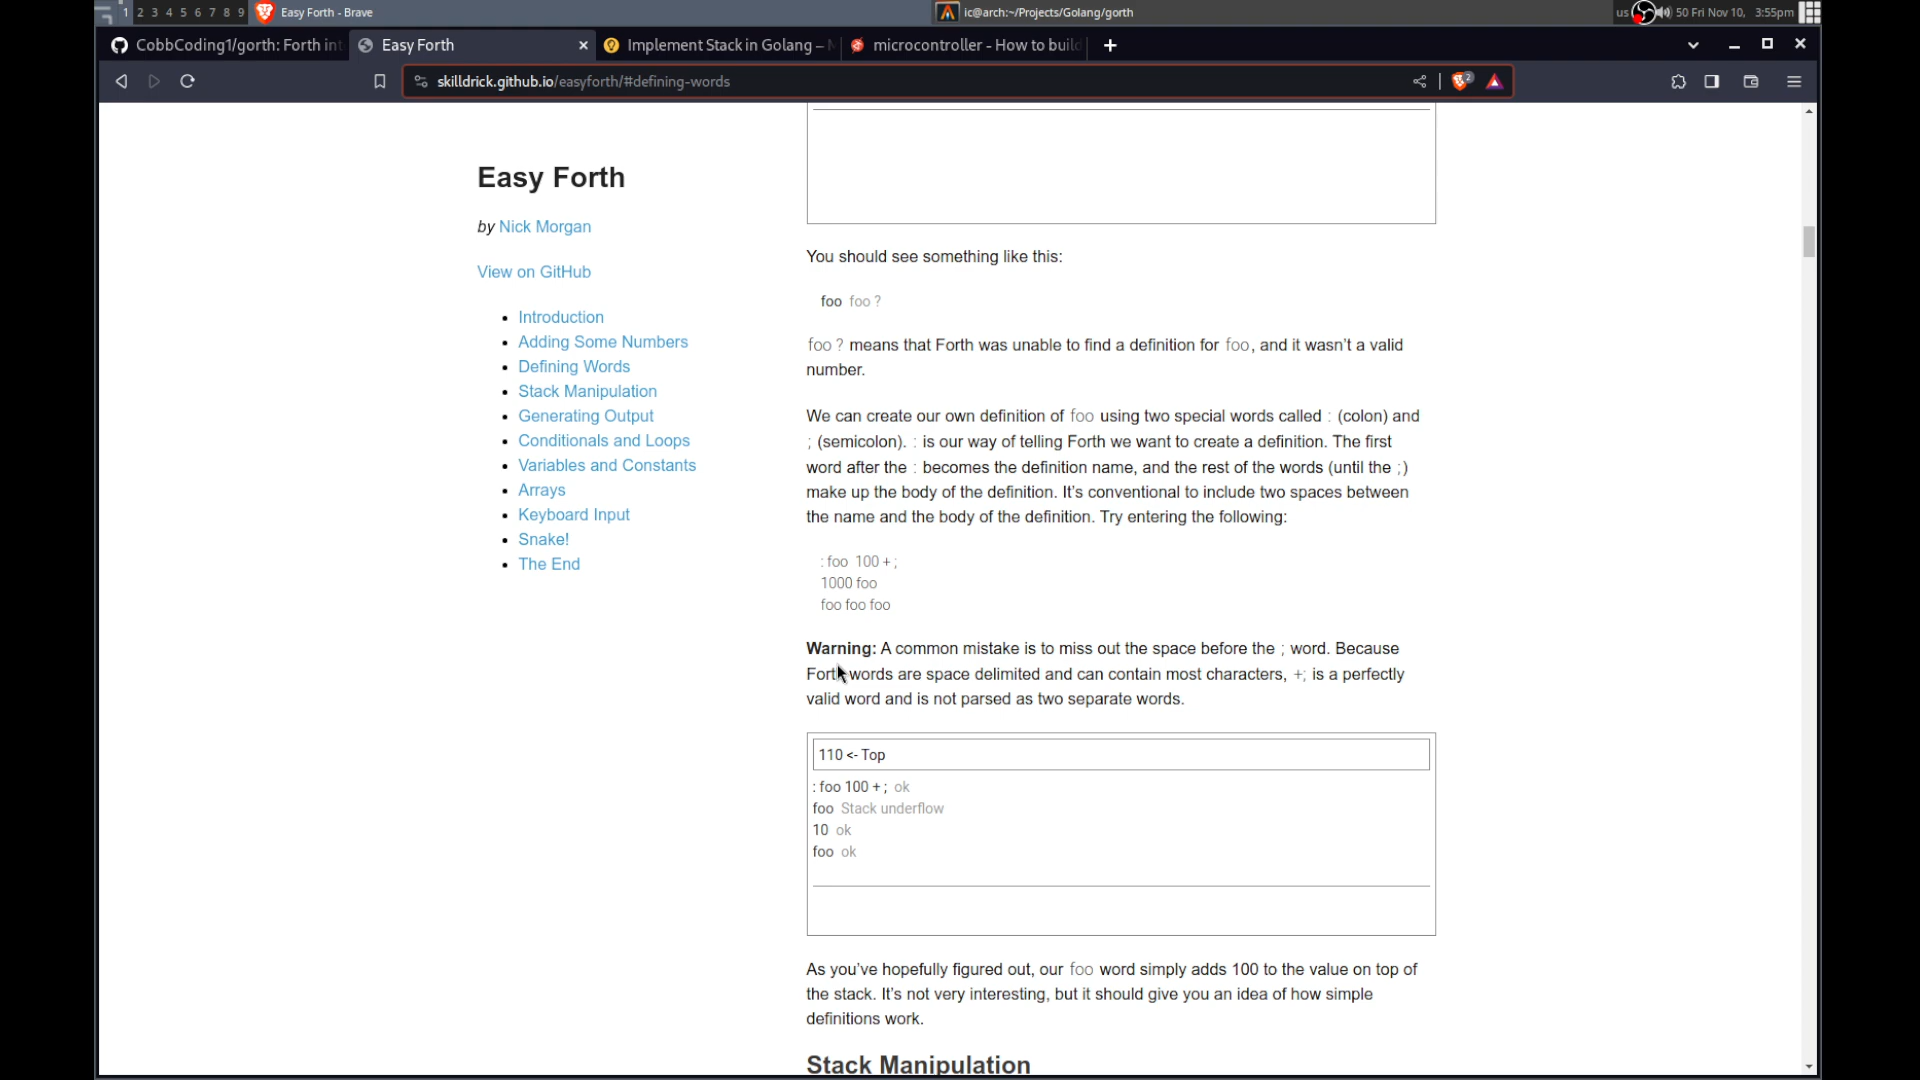 1 2 3 4 5 6 7 8 9 Easy Forth - Brave
ic@arch:~/Projects/Golang/gorth
us 50 Fri Nov 10, 3:55pm
CobbCoding1/gorth: Forth int
Easy Forth
Implement Stack in Golang –
microcontroller - How to build
skilldrick.github.io/easyforth/#defining-words
2
Easy Forth
by Nick Morgan
View on GitHub
Introduction
Adding Some Numbers
Defining Words
Stack Manipulation
Generating Output
Conditionals and Loops
Variables and Constants
Arrays
Keyboard Input
Snake!
The End
You should see something like this:
foo foo ?
foo ? means that Forth was unable to find a definition for foo, and it wasn't a valid
number.
We can create our own definition of foo using two special words called : (colon) and
; (semicolon). : is our way of telling Forth we want to create a definition. The first
word after the : becomes the definition name, and the rest of the words (until the ;)
make up the body of the definition. It's conventional to include two spaces between
the name and the body of the definition. Try entering the following:
: foo  100 + ;
1000 foo
foo foo foo
Warning: A common mistake is to miss out the space before the ; word. Because
Forth words are space delimited and can contain most characters, +; is a perfectly
valid word and is not parsed as two separate words.
110 <- Top
: foo 100 + ; ok
foo Stack underflow
10 ok
foo ok
As you've hopefully figured out, our foo word simply adds 100 to the value on top of
the stack. It's not very interesting, but it should give you an idea of how simple
definitions work.
Stack Manipulation